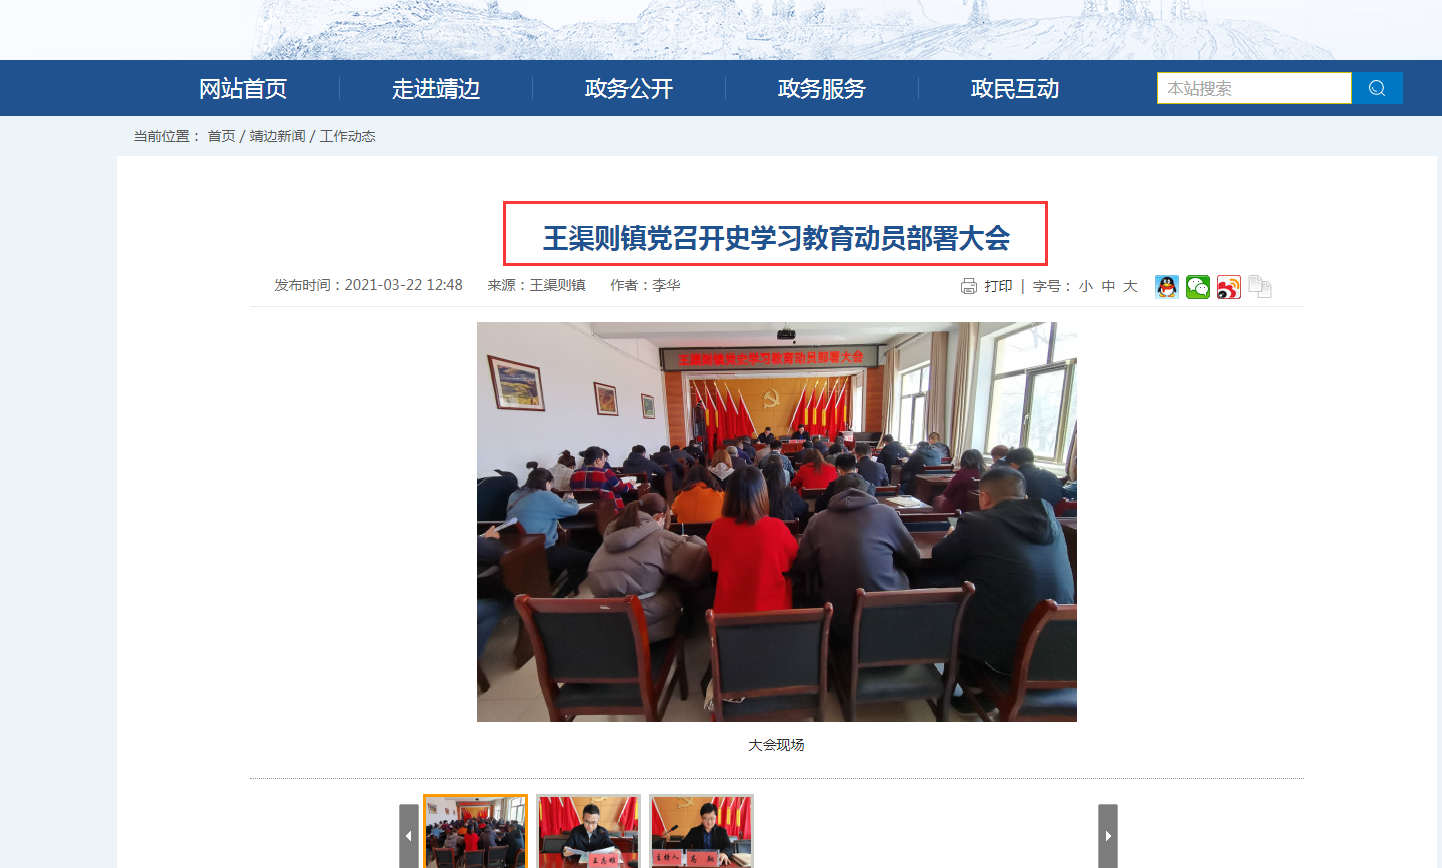 网站首页 走进靖边 政务公开 政务服务 政民互动 本站搜索
当前位置： 首页 / 靖边新闻 / 工作动态
王渠则镇党召开史学习教育动员部署大会
发布时间：2021-03-22 12:48 来源：王渠则镇 作者：李华 打印 | 字号： 小 中 大
王渠则镇党史学习教育动员部署大会
大会现场
主持人